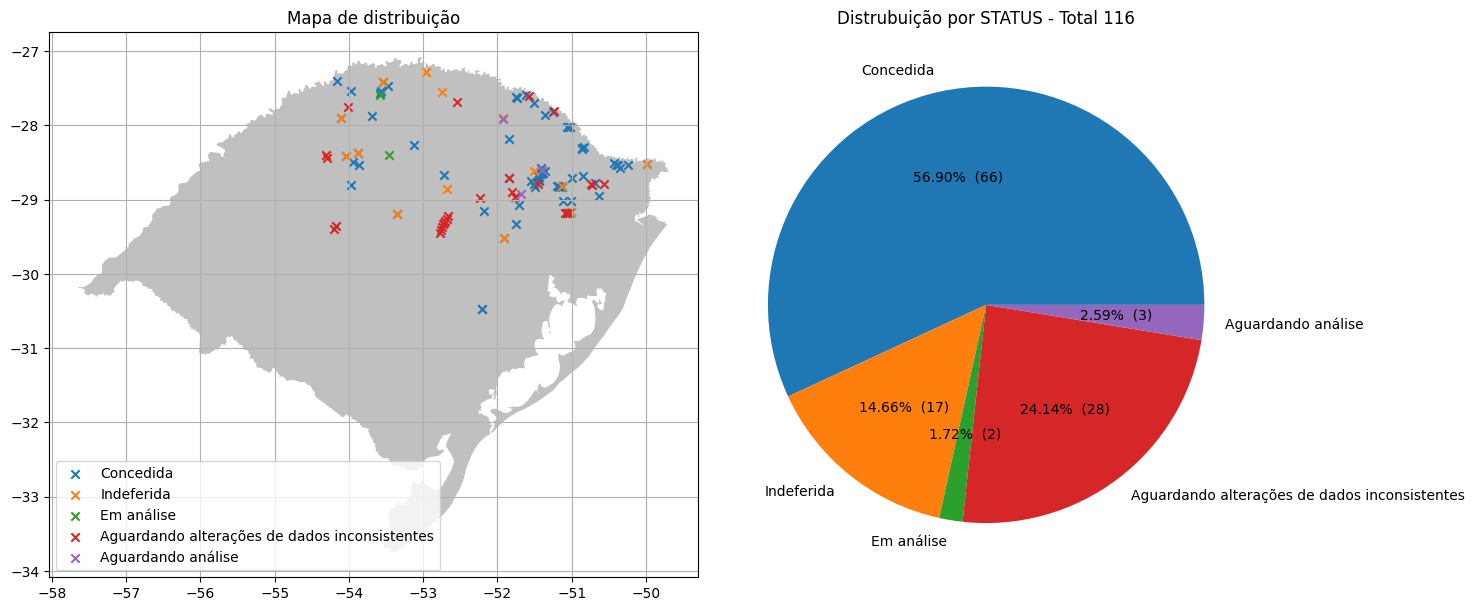 Mapa de distribuição
−27
−28
−29
−30
−31
−32
−33
−34
−58
−57
−56
−55
−54
−53
−52
−51
−50
Concedida
Indeferida
Em análise
Aguardando alterações de dados inconsistentes
Aguardando análise
Distrubuição por STATUS - Total 116
Concedida
56.90%  (66)
2.59%  (3)
Aguardando análise
14.66%  (17)
24.14%  (28)
1.72%  (2)
Indeferida
Aguardando alterações de dados inconsistentes
Em análise